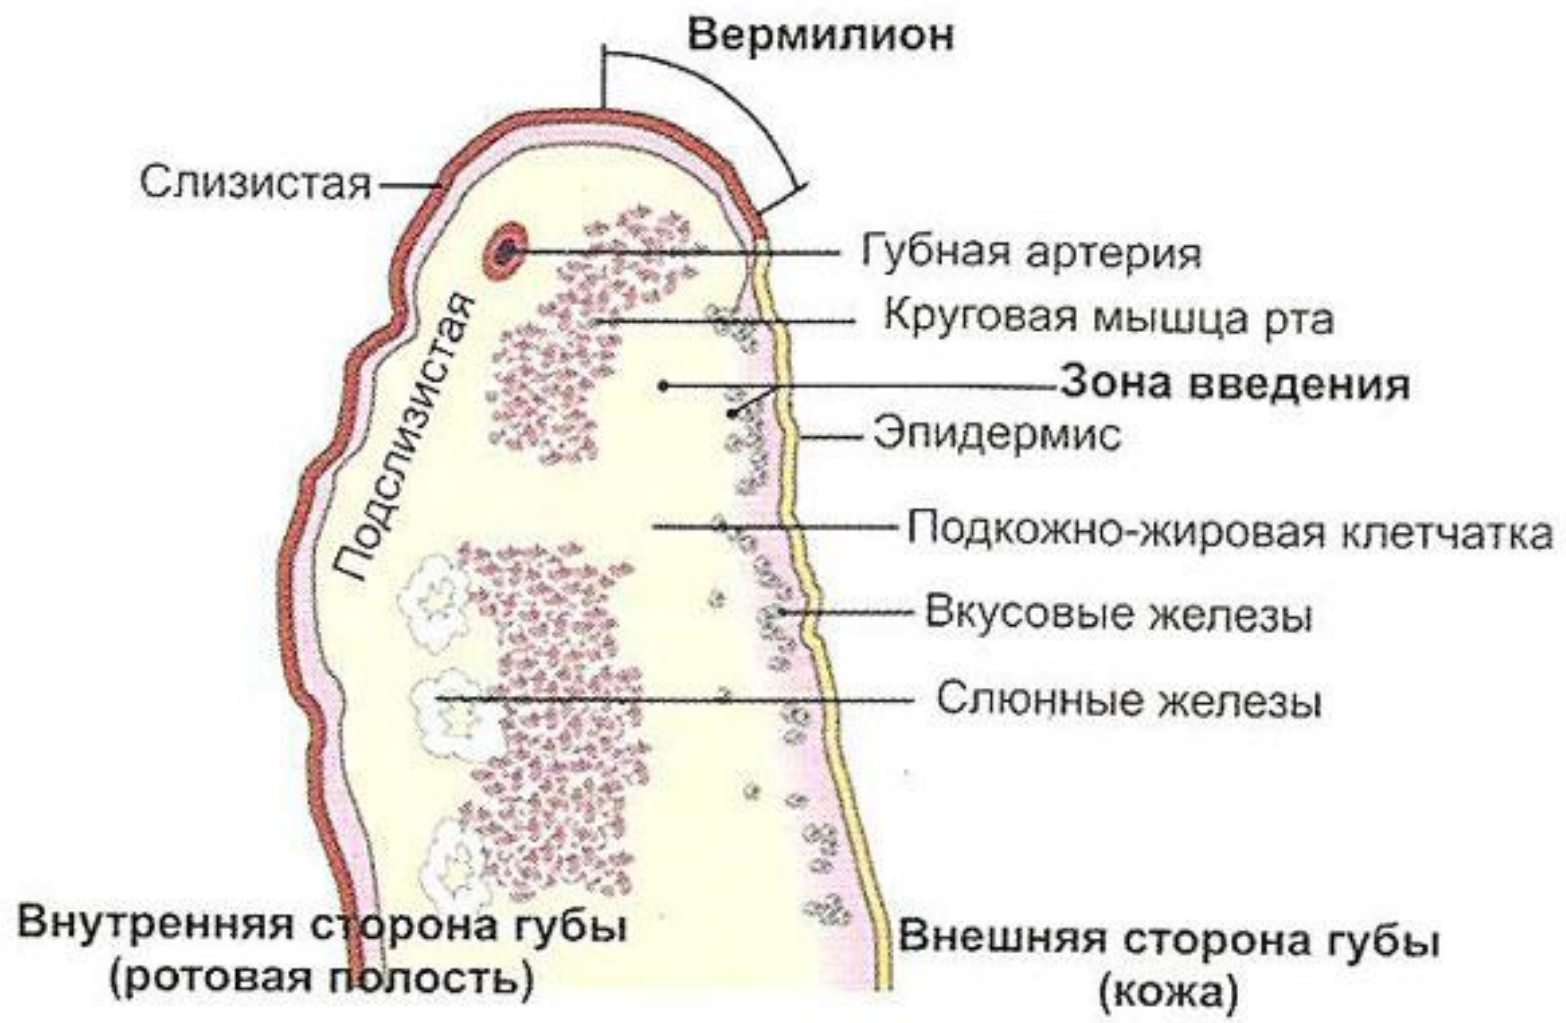 Вермилион
Слизистая
Губная артерия
Круговая мышца рта
Зона введения
Эпидермис
Подслизистая
Подкожно-жировая клетчатка
Вкусовые железы
Слюнные железы
Внутренняя сторона губы
(ротовая полость)
Внешняя сторона губы
(кожа)